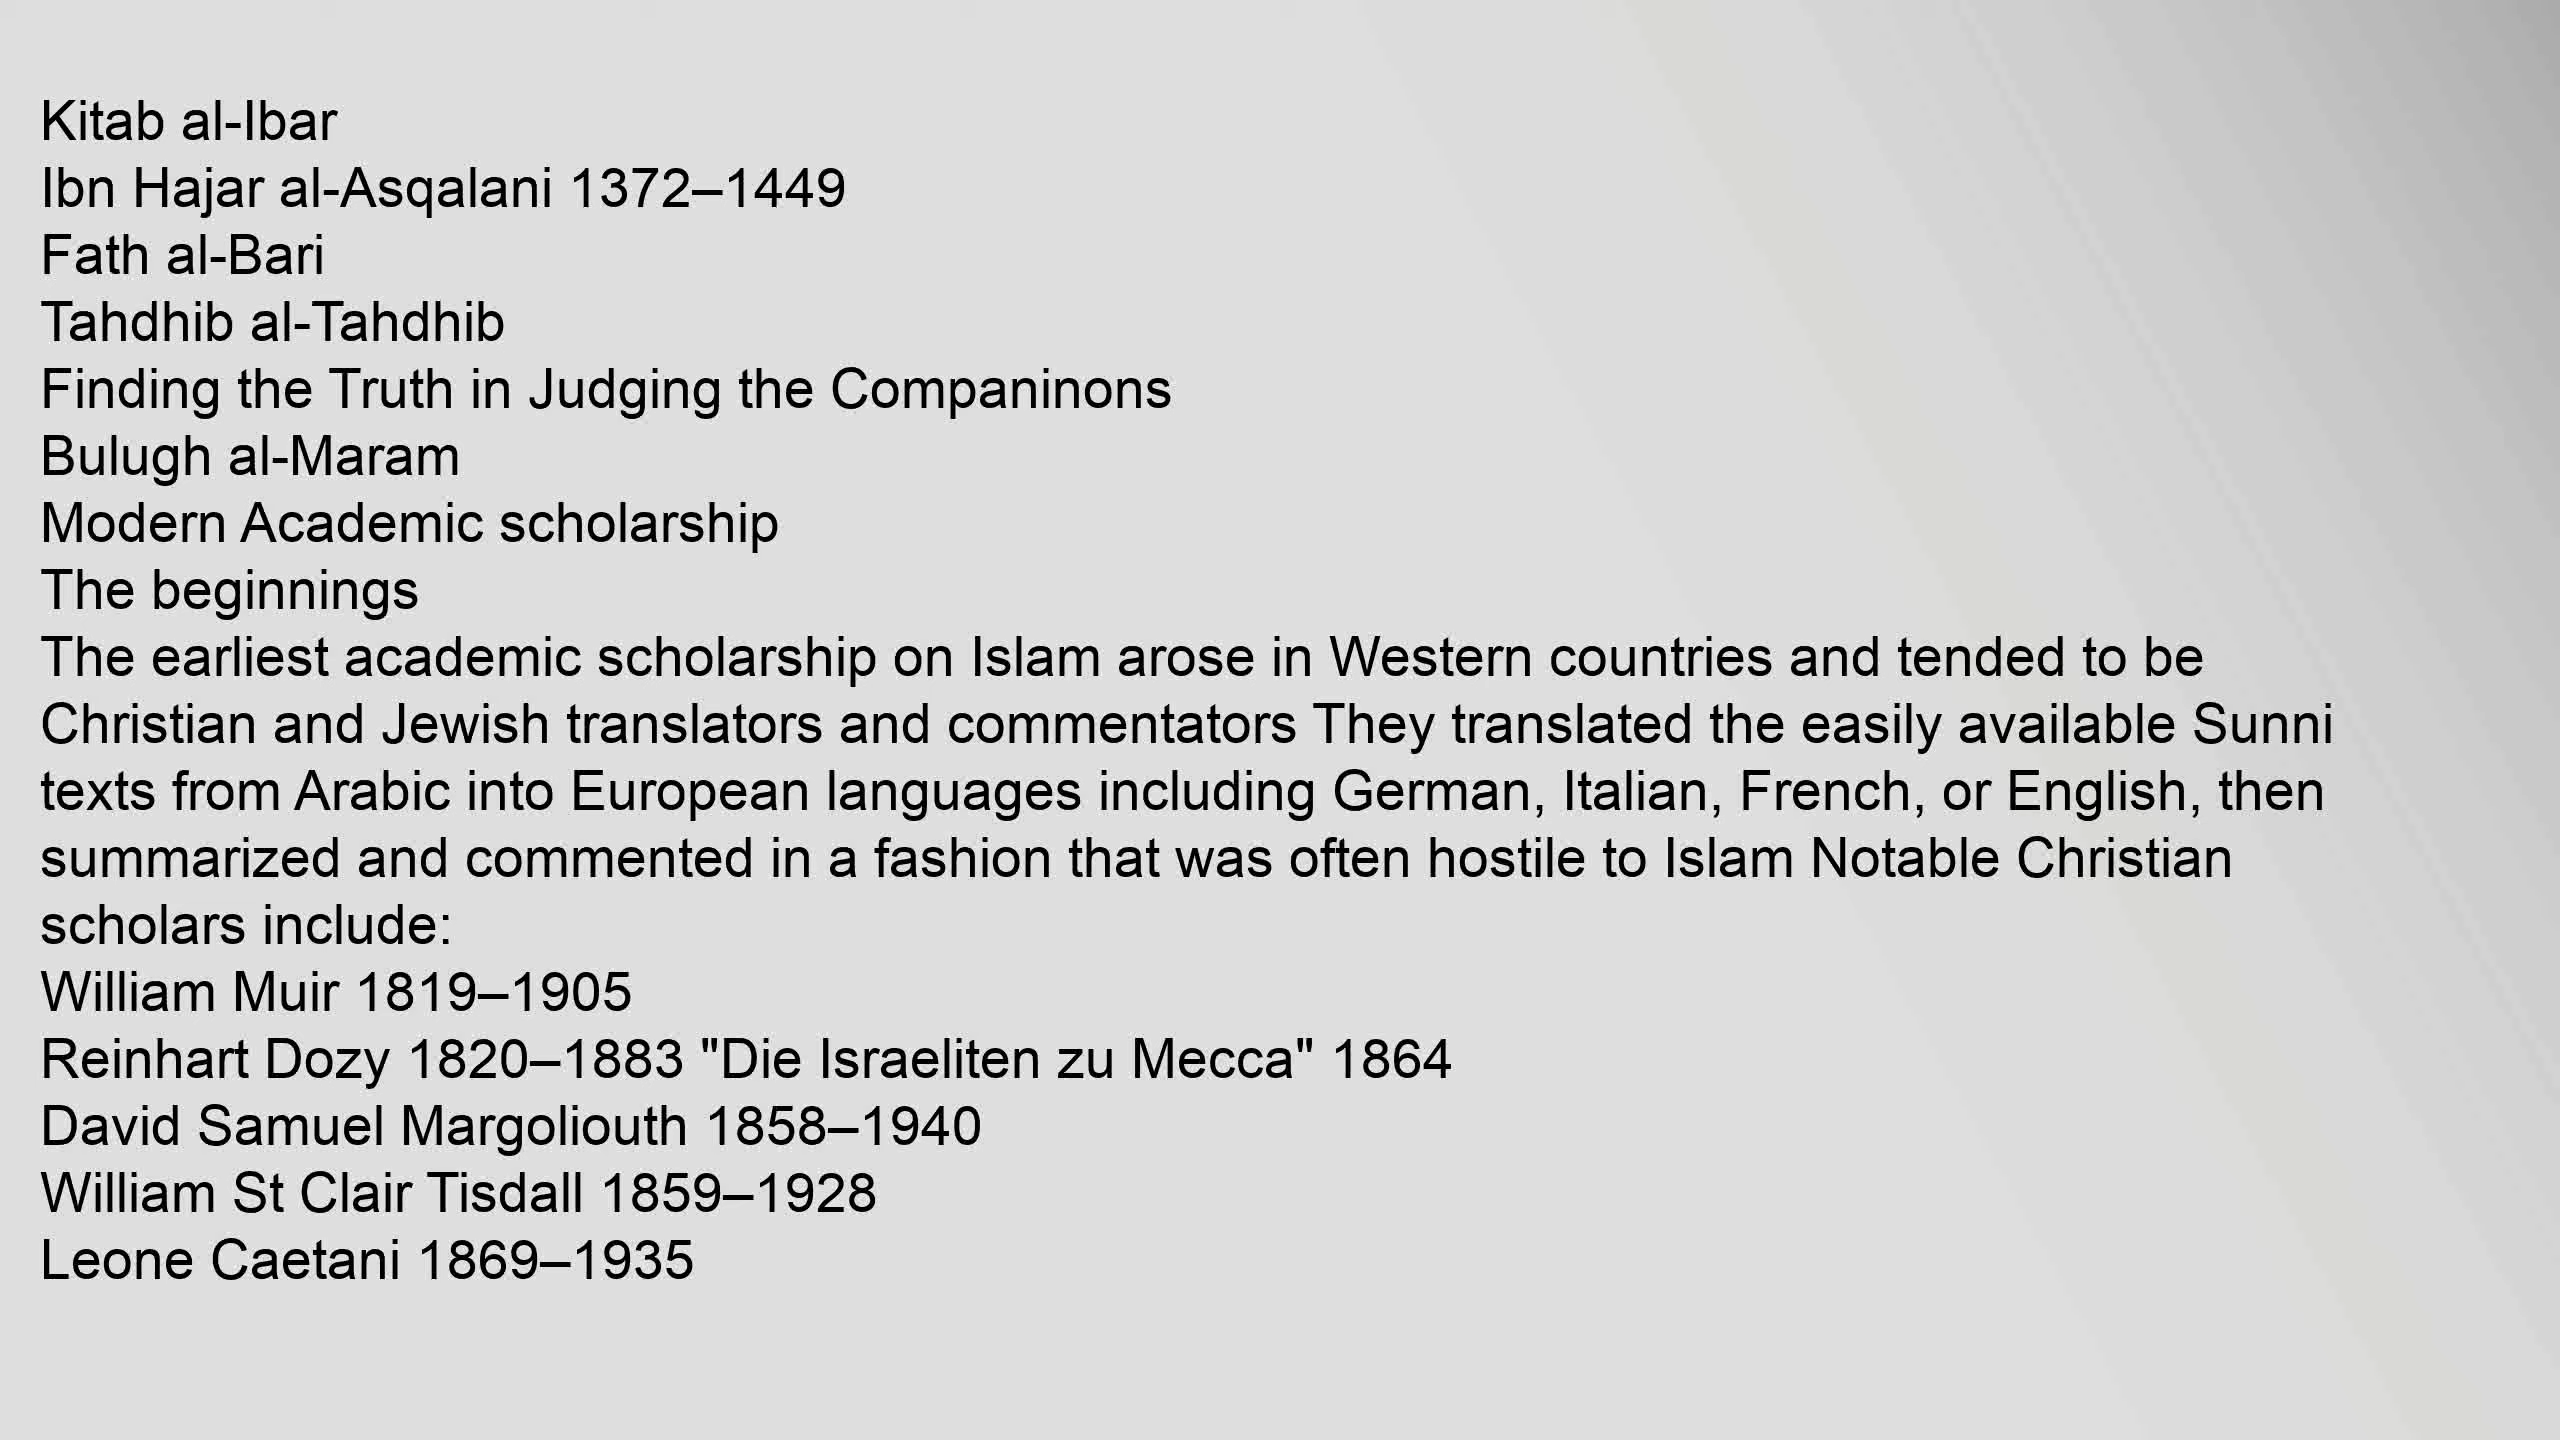 Kitab al-Ibar
Ibn Hajar al-Asqalani 1372–1449
Fath al-Bari
Tahdhib al-Tahdhib
Finding the Truth in Judging the Companinons
Bulugh al-Maram
Modern Academic scholarship
The beginnings
The earliest academic scholarship on Islam arose in Western countries and tended to be
Christian and Jewish translators and commentators They translated the easily available Sunni
texts from Arabic into European languages including German, Italian, French, or English, then
summarized and commented in a fashion that was often hostile to Islam Notable Christian
scholars include:
William Muir 1819–1905
Reinhart Dozy 1820–1883 "Die Israeliten zu Mecca" 1864
David Samuel Margoliouth 1858–1940
William St Clair Tisdall 1859–1928
Leone Caetani 1869–1935